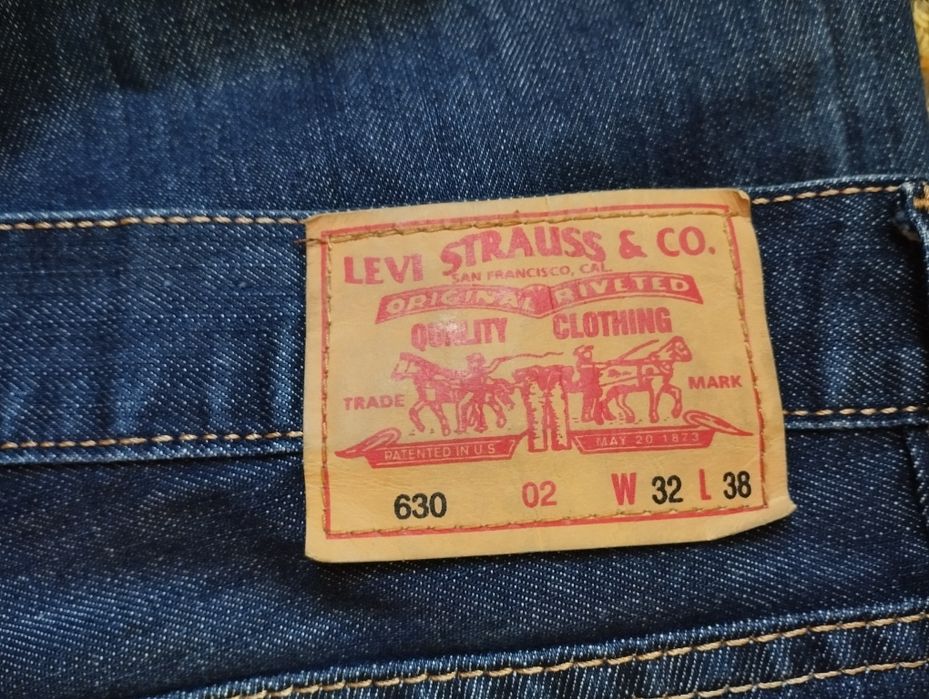 LEVI STRAUSS & CO.
SAN FRANCISCO, CAL.
ORIGINAL RIVETED
QUALITY CLOTHING
TRADE MARK
PATENTED IN U.S. MAY 20 1873
630 02 W 32 L 38